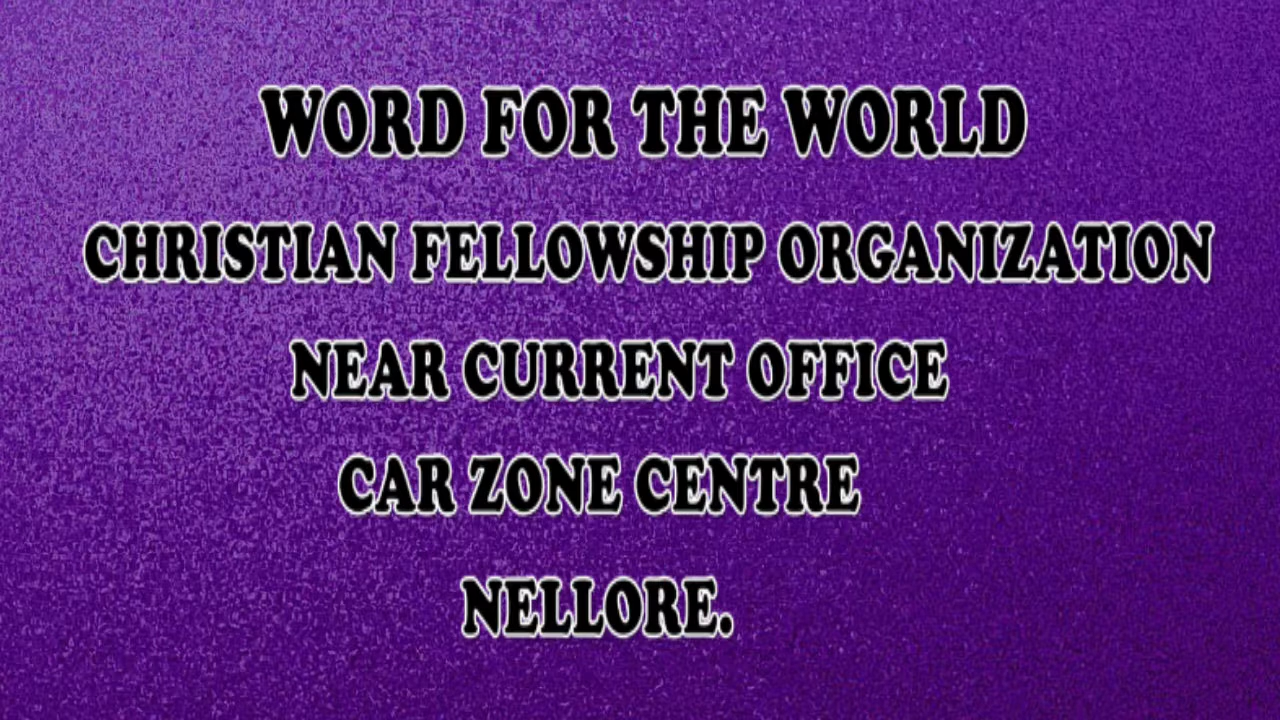 WORD FOR THE WORLD
CHRISTIAN FELLOWSHIP ORGANIZATION
NEAR CURRENT OFFICE
CAR ZONE CENTRE
NELLORE.